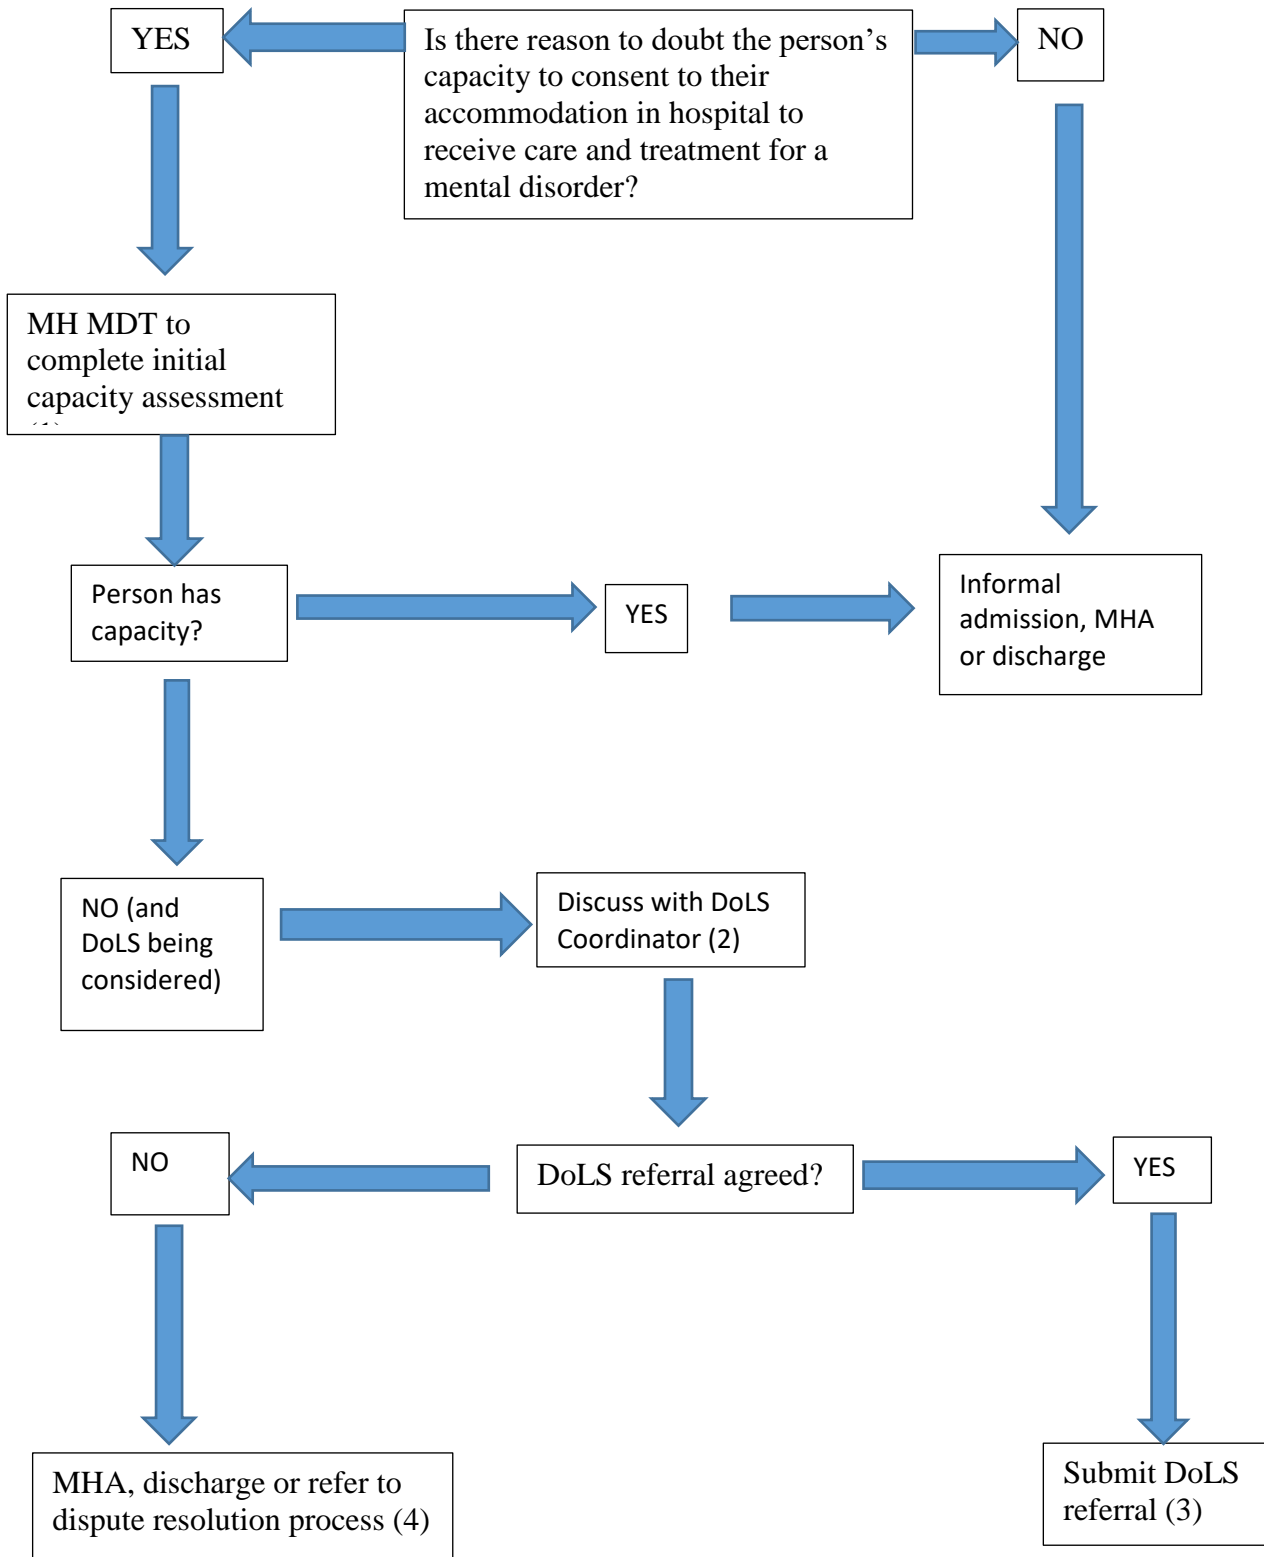 YES
Is there reason to doubt the person’s
capacity to consent to their
accommodation in hospital to
receive care and treatment for a
mental disorder?
NO
MH MDT to
complete initial
capacity assessment
Person has
capacity?
YES
Informal
admission, MHA
or discharge
NO (and
DoLS being
considered)
Discuss with DoLS
Coordinator (2)
NO
DoLS referral agreed?
YES
MHA, discharge or refer to
dispute resolution process (4)
Submit DoLS
referral (3)